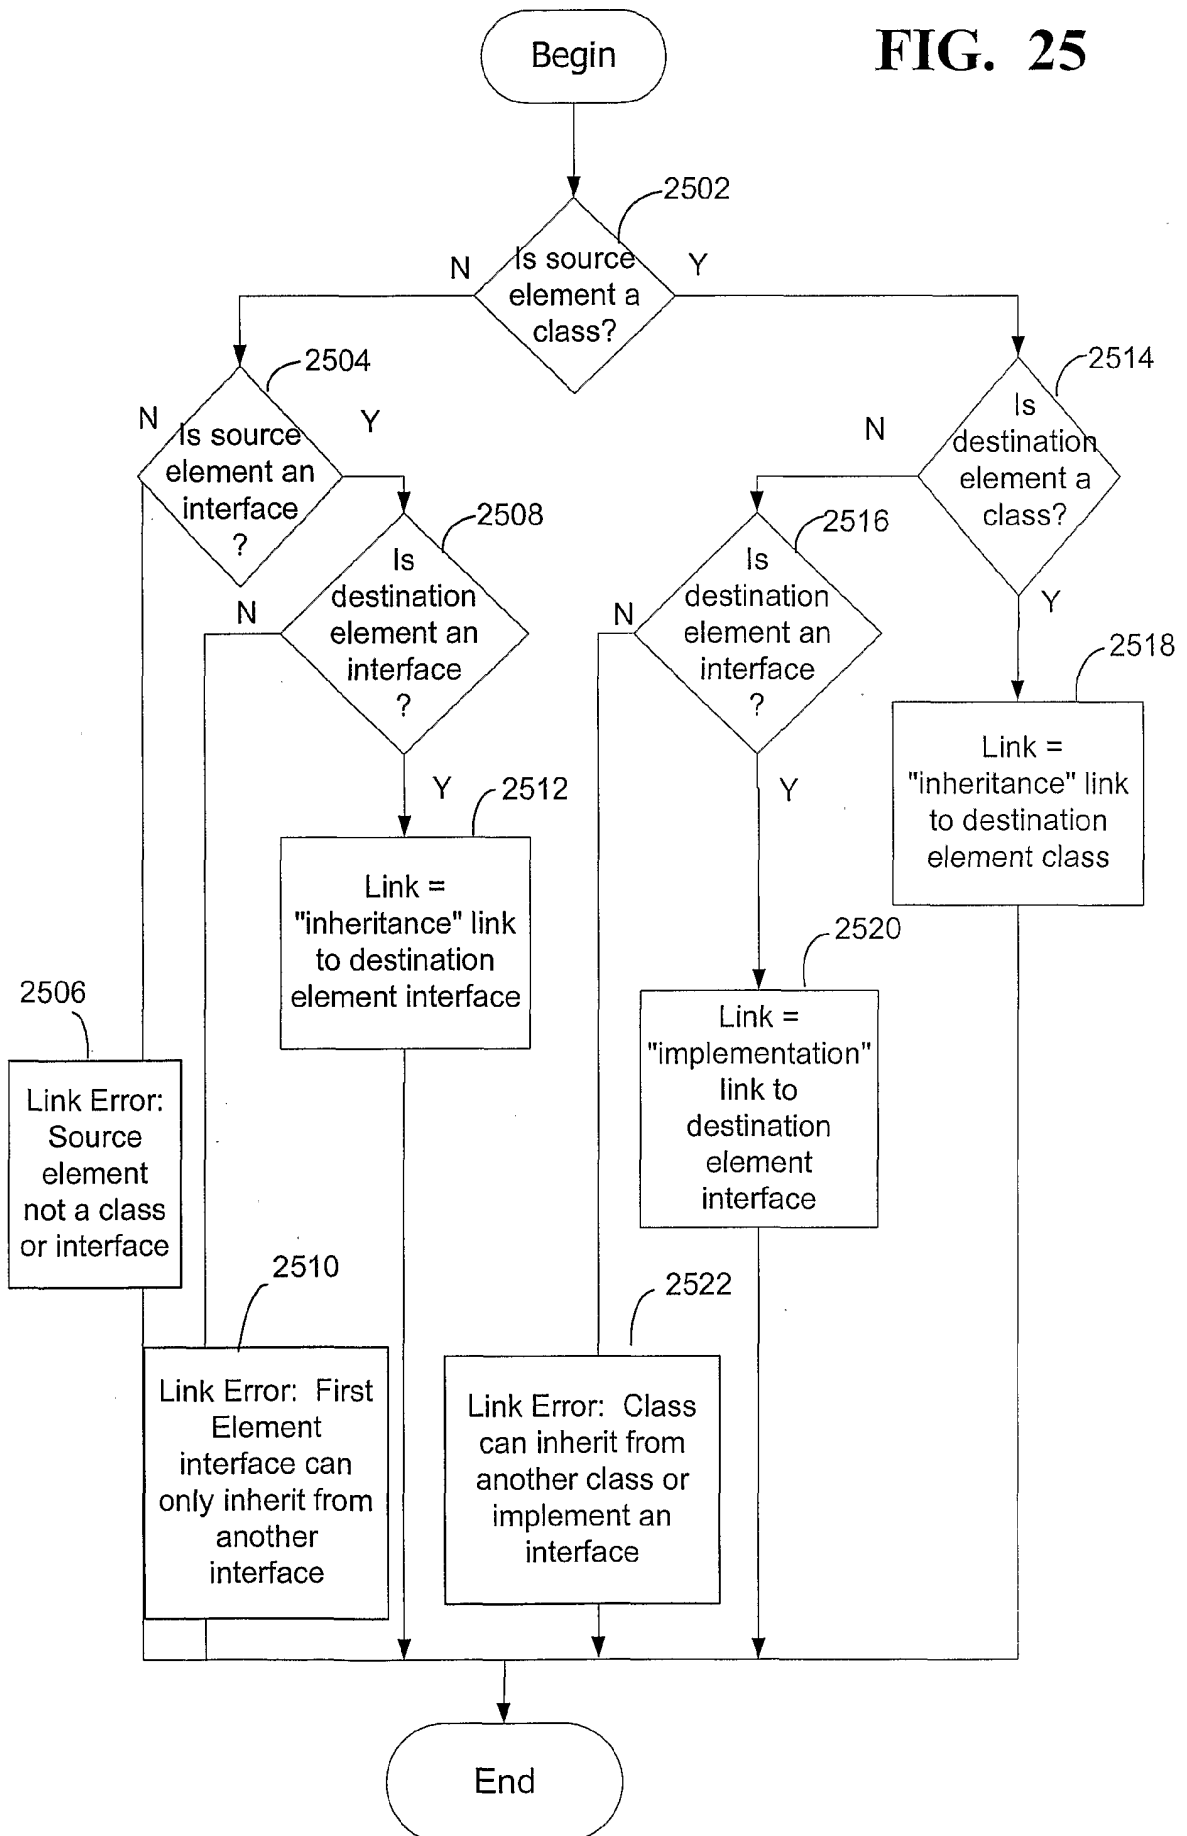 Begin
FIG. 25
2502
N
Is source
element a
class?
Y
2504
N
Is source
element an
interface
?
Y
2514
N
Is
destination
element a
class?
Y
2508
N
Is
destination
element an
interface
?
Y
2516
N
Is
destination
element an
interface
?
Y
2518
Link =
"inheritance" link
to destination
element class
2512
Link =
"inheritance" link
to destination
element interface
2520
Link =
"implementation"
link to
destination
element
interface
2506
Link Error:
Source
element
not a class
or interface
2510
Link Error: First
Element
interface can
only inherit from
another
interface
2522
Link Error: Class
can inherit from
another class or
implement an
interface
End